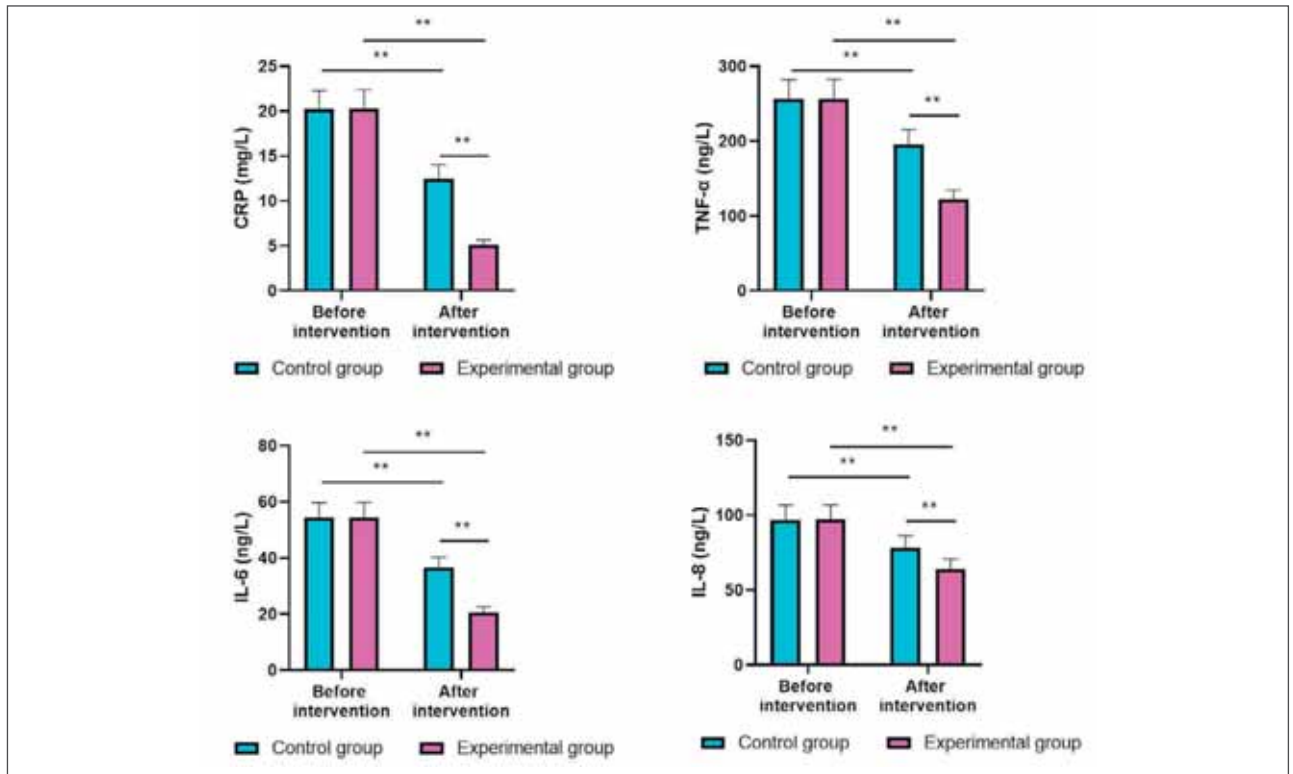 **
**
**
25
20
15
10
5
0
CRP (mg/L)
Before intervention
After intervention
Control group
Experimental group
**
**
**
300
200
100
0
TNF-α (ng/L)
Before intervention
After intervention
Control group
Experimental group
**
**
**
80
60
40
20
0
IL-6 (ng/L)
Before intervention
After intervention
Control group
Experimental group
**
**
**
150
100
50
0
IL-8 (ng/L)
Before intervention
After intervention
Control group
Experimental group